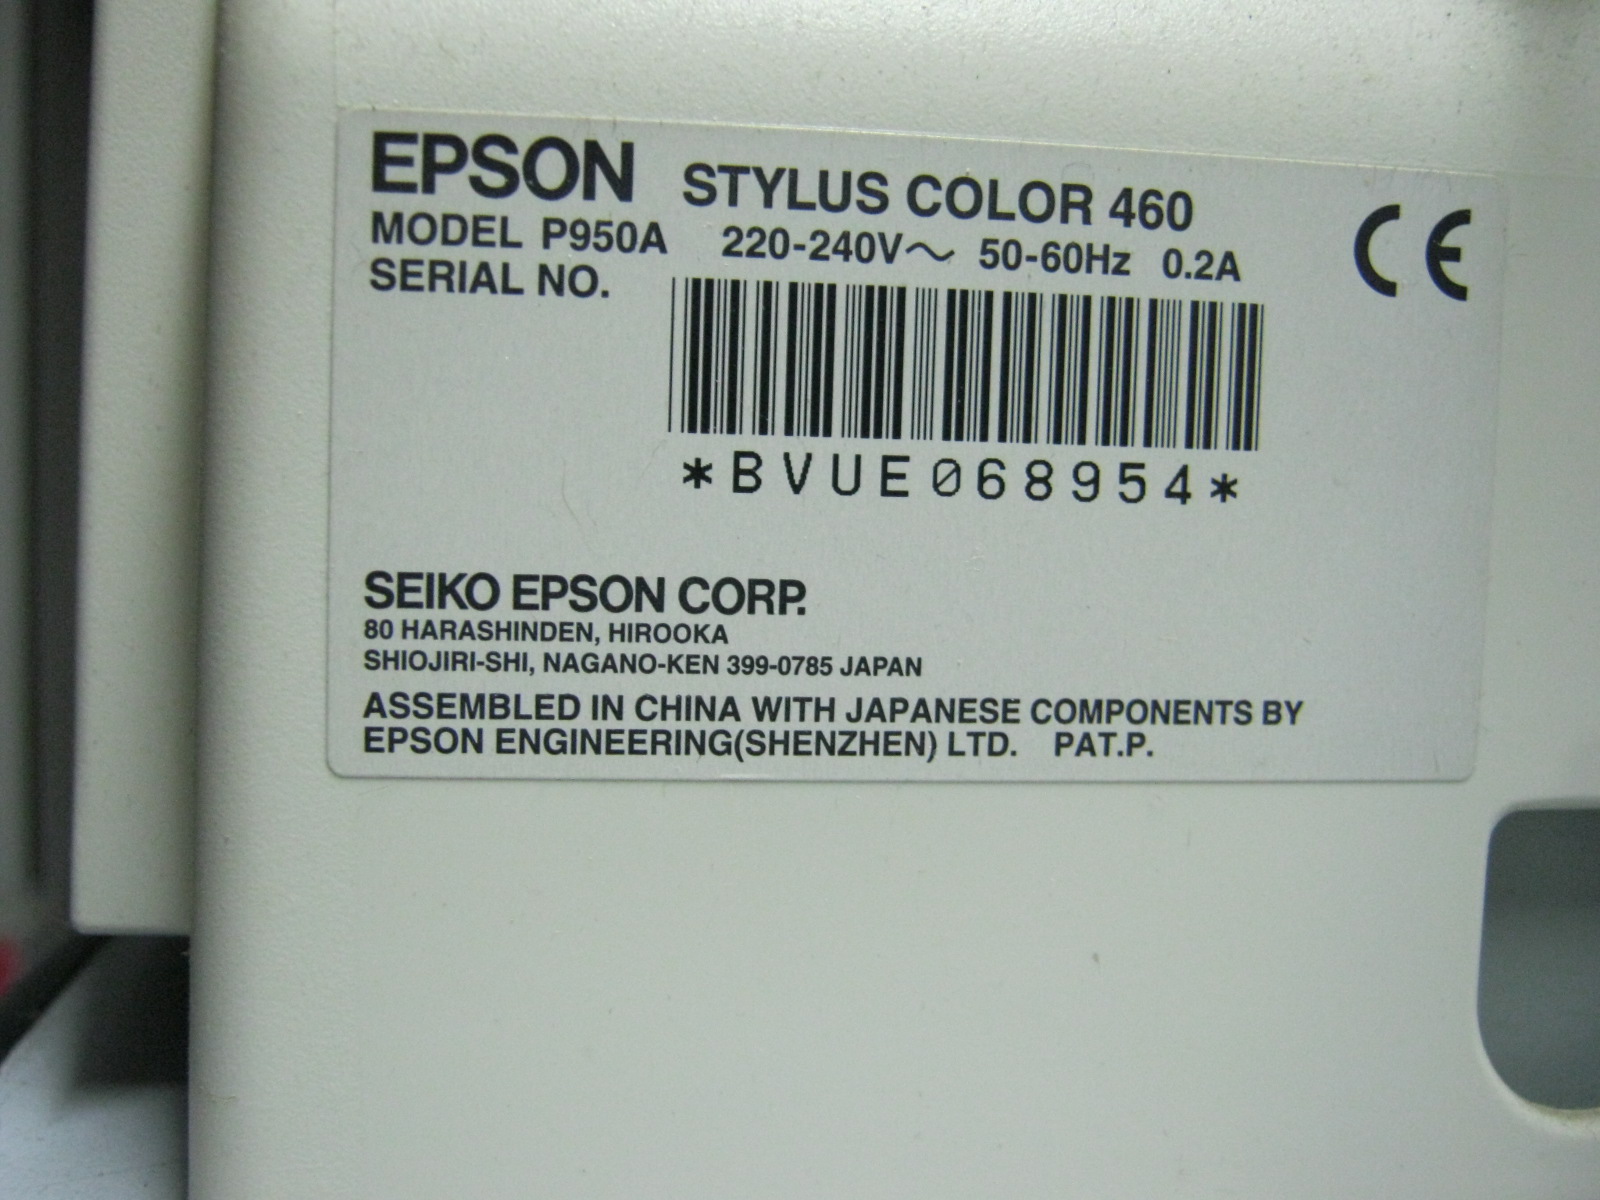 EPSON STYLUS COLOR 460
MODEL P950A 220-240V～ 50-60Hz 0.2A
SERIAL NO.
CE
*BVUE068954*
SEIKO EPSON CORP.
80 HARASHINDEN, HIROOKA
SHIOJIRI-SHI, NAGANO-KEN 399-0785 JAPAN
ASSEMBLED IN CHINA WITH JAPANESE COMPONENTS BY
EPSON ENGINEERING(SHENZHEN) LTD. PAT.P.